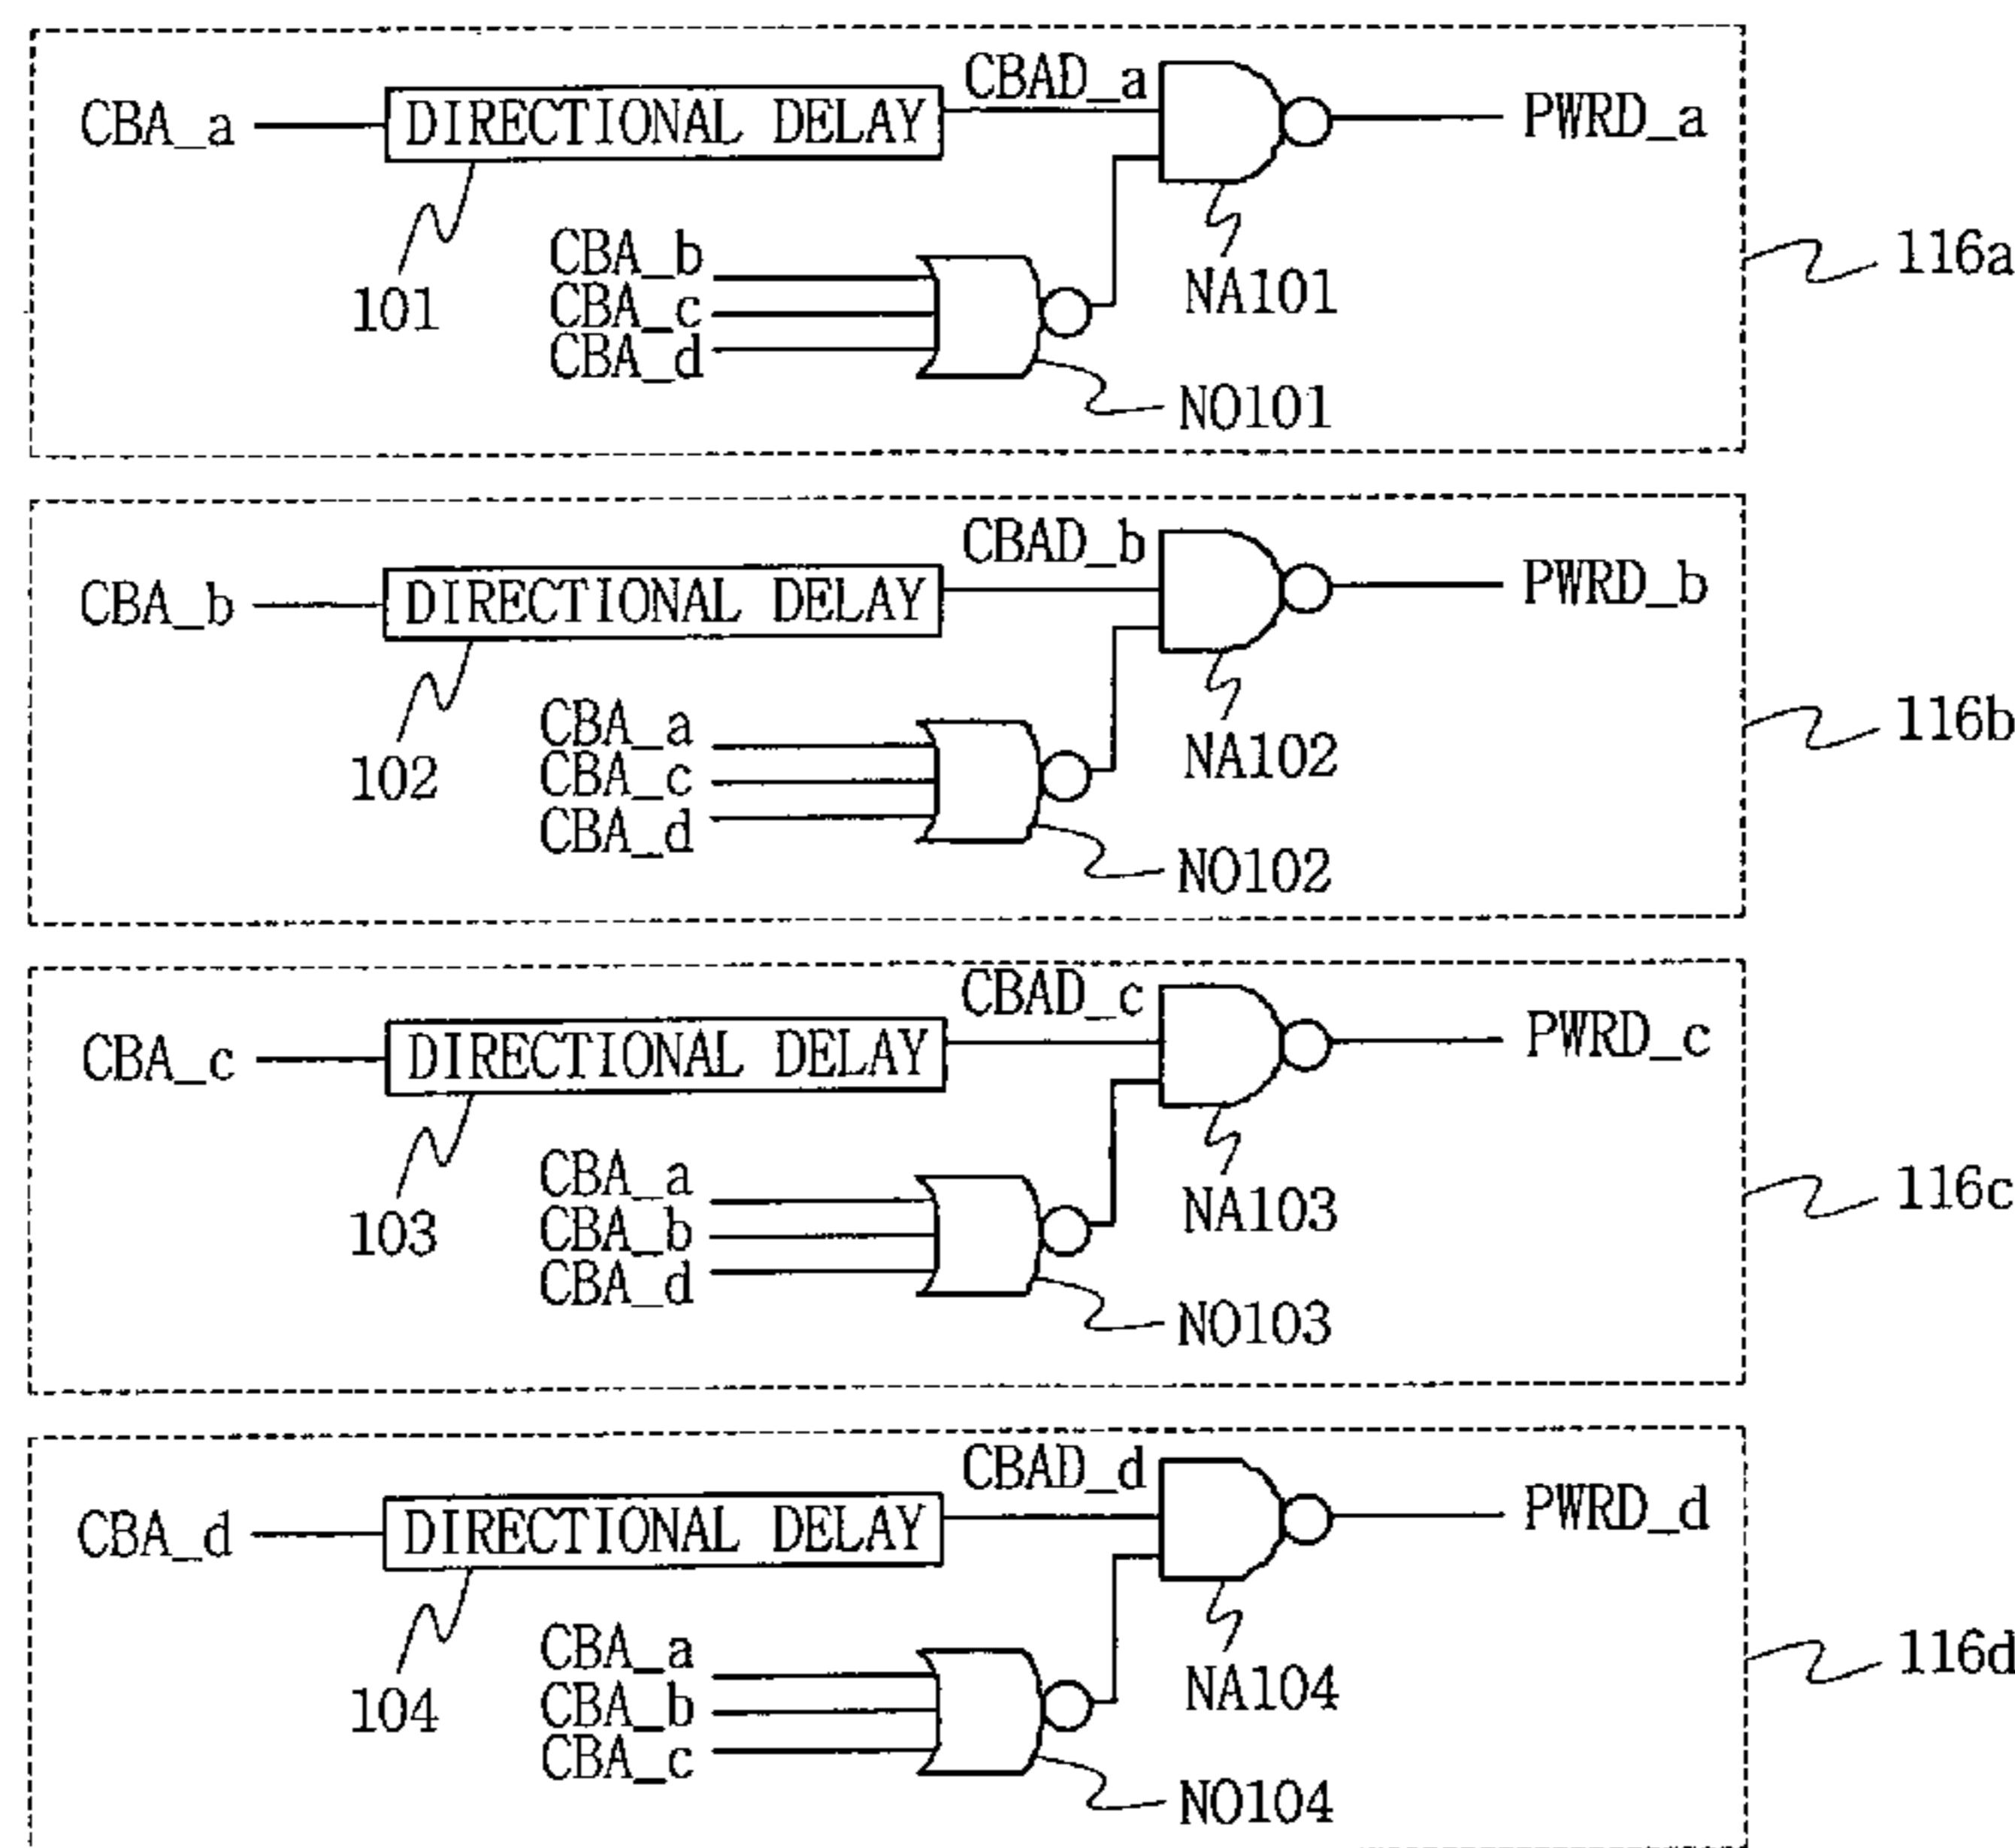 CBAD_a
CBA_a DIRECTIONAL DELAY PWRD_a
116a
CBA_b
101 CBA_c NA101
CBA_d
NO101
CBAD_b
CBA_b DIRECTIONAL DELAY PWRD_b
116b
CBA_a
102 CBA_c NA102
CBA_d
NO102
CBAD_c
CBA_c DIRECTIONAL DELAY PWRD_c
116c
CBA_a
103 CBA_b NA103
CBA_d
NO103
CBAD_d
CBA_d DIRECTIONAL DELAY PWRD_d
116d
CBA_a
104 CBA_b NA104
CBA_c
NO104